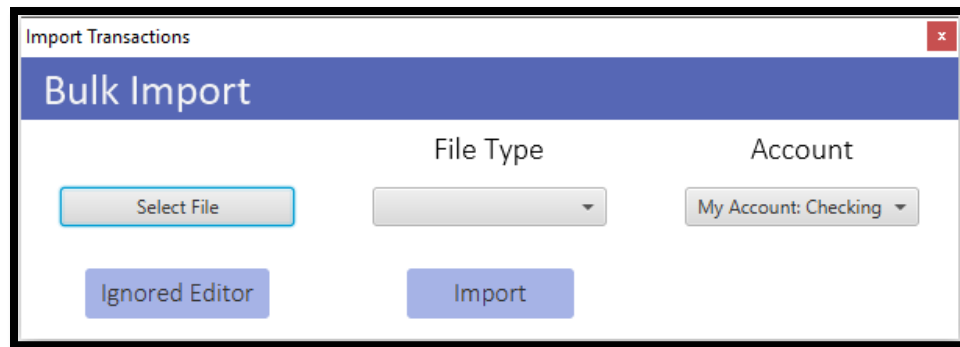 Import Transactions
x
Bulk Import
File Type
Account
Select File
My Account: Checking
Ignored Editor
Import